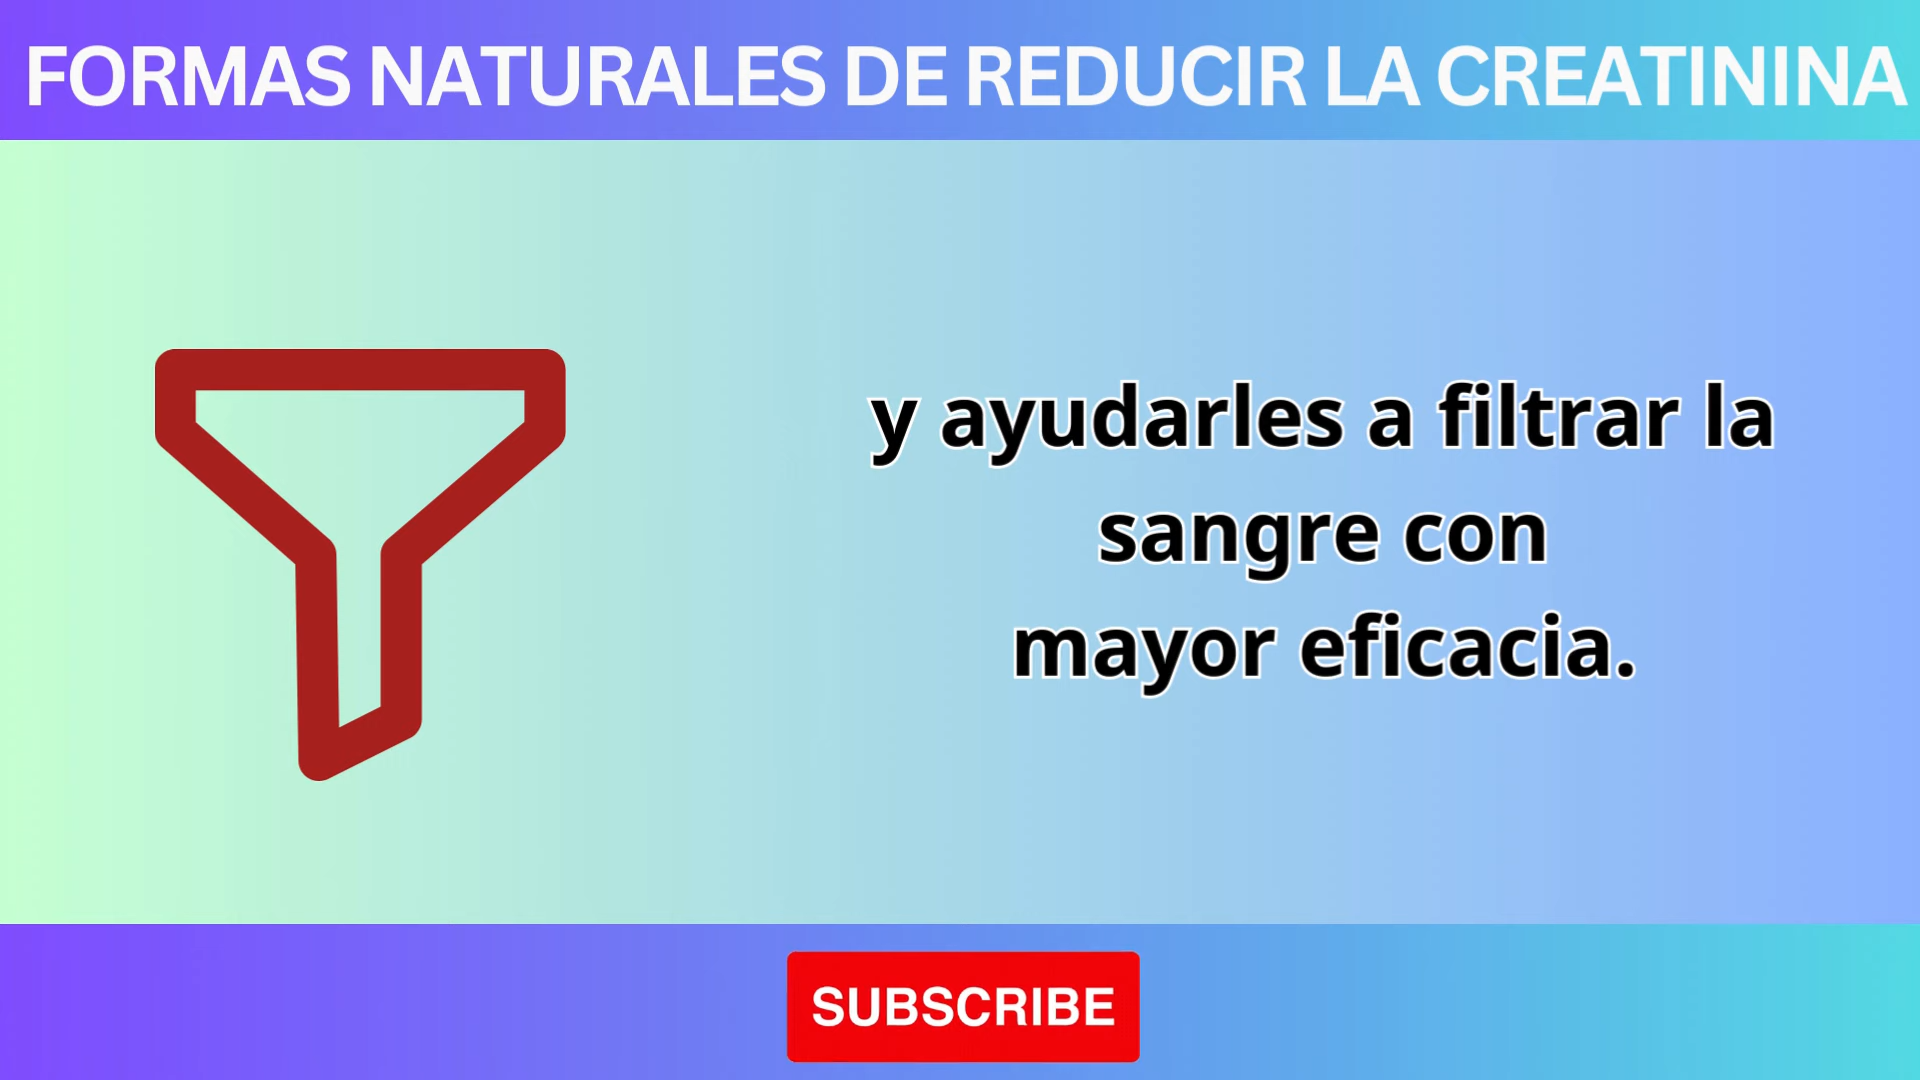 FORMAS NATURALES DE REDUCIR LA CREATININA
y ayudarles a filtrar la
sangre con
mayor eficacia.
SUBSCRIBE